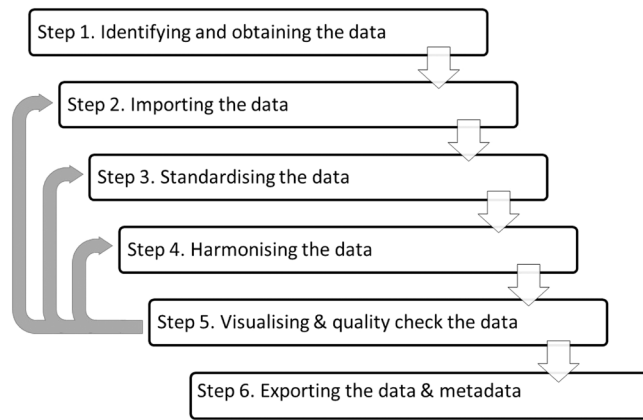 Step 1. Identifying and obtaining the data
Step 2. Importing the data
Step 3. Standardising the data
Step 4. Harmonising the data
Step 5. Visualising & quality check the data
Step 6. Exporting the data & metadata